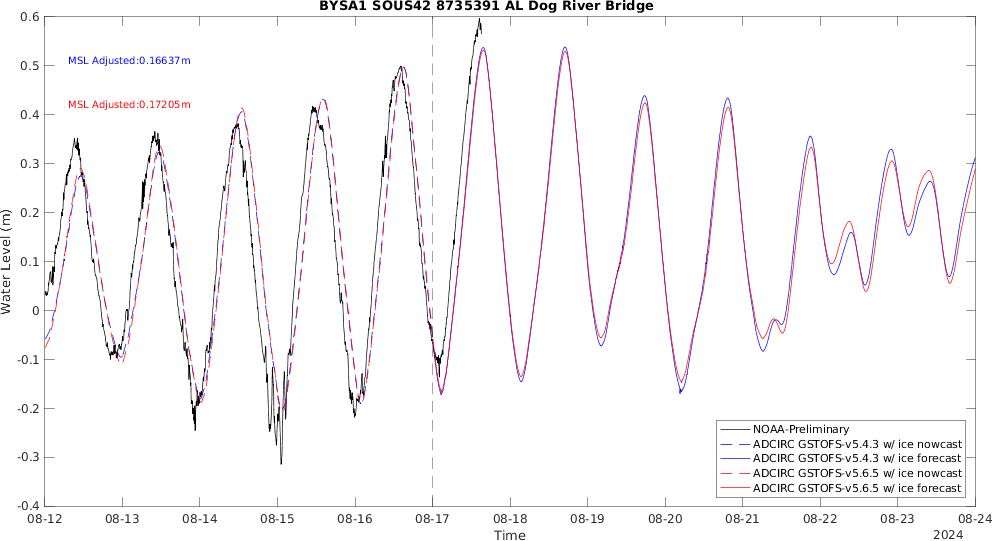 BYSA1 SOUS42 8735391 AL Dog River Bridge
0.6
0.5
0.4
0.3
0.2
0.1
0
-0.1
-0.2
-0.3
-0.4
Water Level (m)
MSL Adjusted:0.16637m
MSL Adjusted:0.17205m
NOAA-Preliminary
ADCIRC GSTOFS-v5.4.3 w/ ice nowcast
ADCIRC GSTOFS-v5.4.3 w/ ice forecast
ADCIRC GSTOFS-v5.6.5 w/ ice nowcast
ADCIRC GSTOFS-v5.6.5 w/ ice forecast
08-12 08-13 08-14 08-15 08-16 08-17 08-18 08-19 08-20 08-21 08-22 08-23 08-24
Time
2024